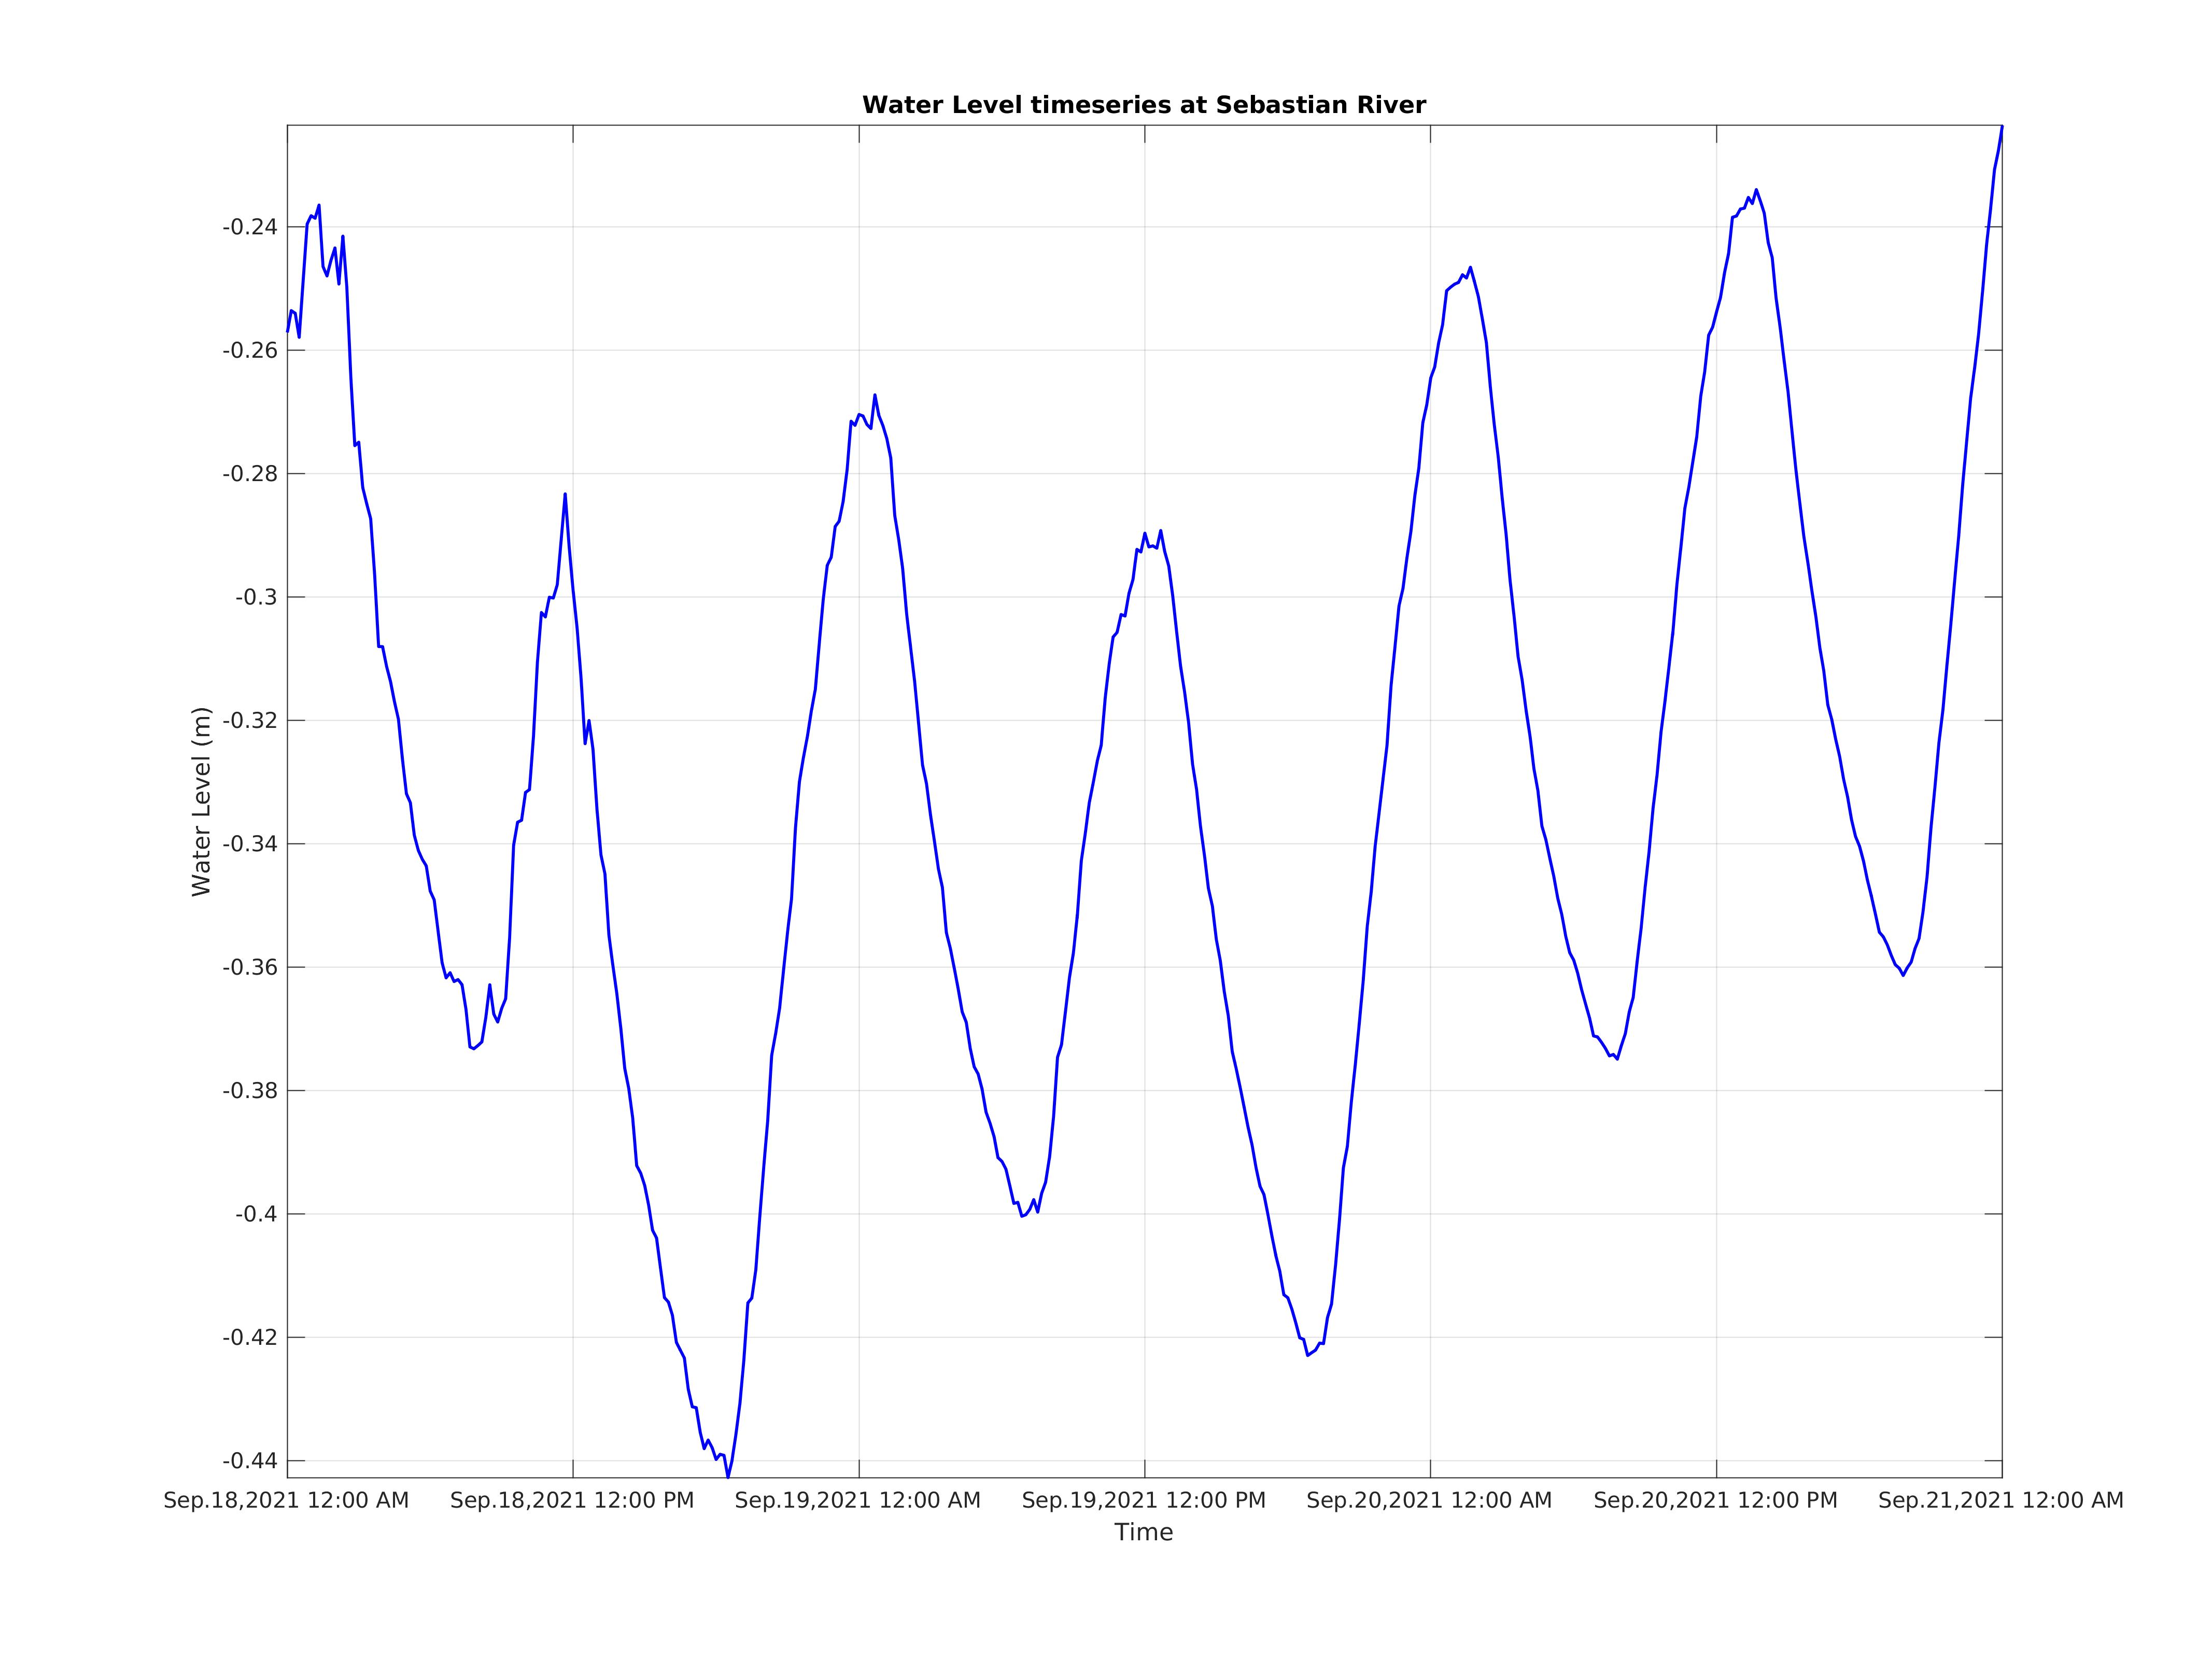 Water Level timeseries at Sebastian River
-0.24
-0.26
-0.28
-0.3
-0.32
-0.34
-0.36
-0.38
-0.4
-0.42
-0.44
Water Level (m)
Sep.18,2021 12:00 AM
Sep.18,2021 12:00 PM
Sep.19,2021 12:00 AM
Sep.19,2021 12:00 PM
Sep.20,2021 12:00 AM
Sep.20,2021 12:00 PM
Sep.21,2021 12:00 AM
Time